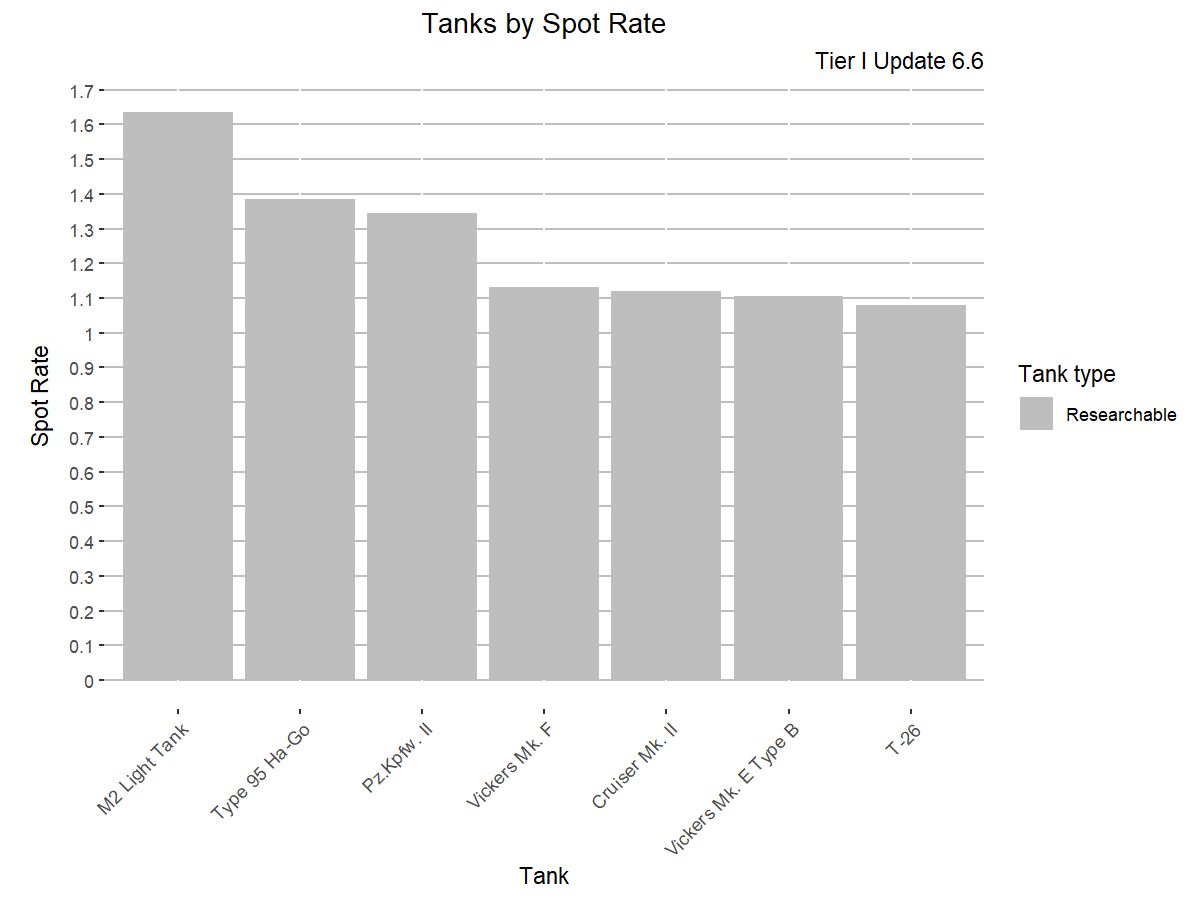 Tanks by Spot Rate
Tier I Update 6.6
1.7
1.6
1.5
1.4
1.3
1.2
1.1
1
0.9
0.8
0.7
0.6
0.5
0.4
0.3
0.2
0.1
0
Spot Rate
M2 Light Tank
Type 95 Ha-Go
Pz.Kpfw. II
Vickers Mk. F
Cruiser Mk. II
Vickers Mk. E Type B
T-26
Tank
Tank type
Researchable